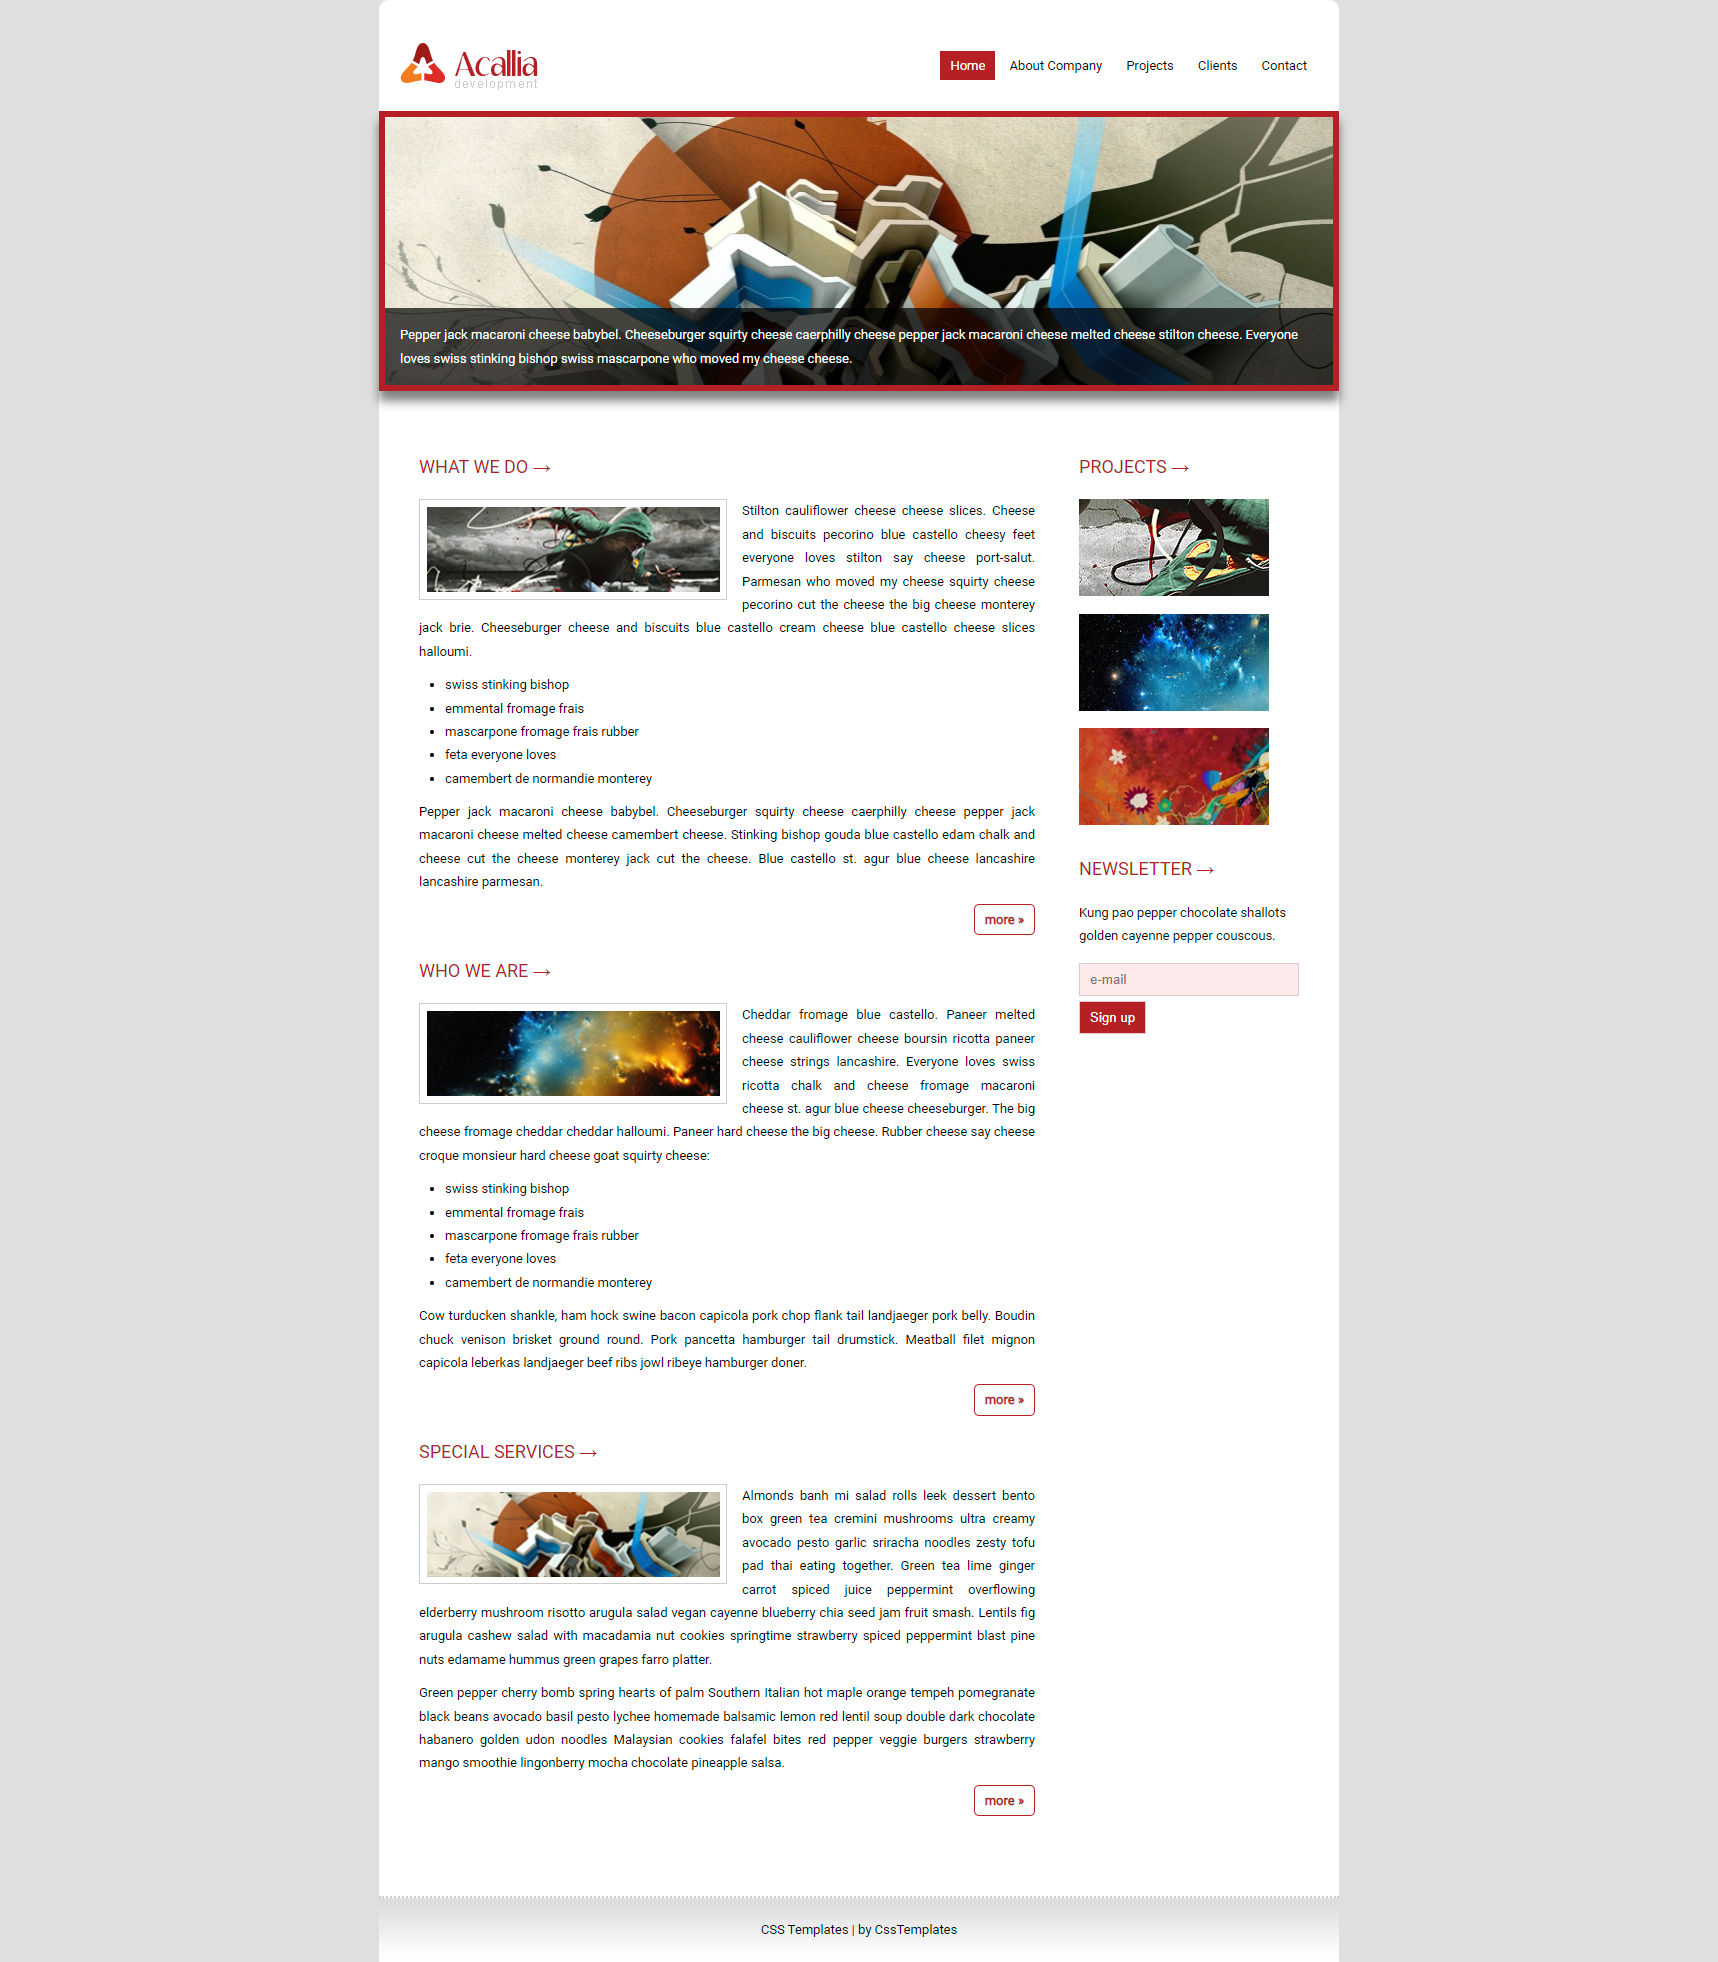 Acallia
development
Home About Company Projects Clients Contact
Pepper jack macaroni cheese babybel. Cheeseburger squirty cheese caerphilly cheese pepper jack macaroni cheese melted cheese stilton cheese. Everyone
loves swiss stinking bishop swiss mascarpone who moved my cheese cheese.
WHAT WE DO →
Stilton cauliflower cheese cheese slices. Cheese
and biscuits pecorino blue castello cheesy feet
everyone loves stilton say cheese port-salut.
Parmesan who moved my cheese squirty cheese
pecorino cut the cheese the big cheese monterey
jack brie. Cheeseburger cheese and biscuits blue castello cream cheese blue castello cheese slices
halloumi.
• swiss stinking bishop
• emmental fromage frais
• mascarpone fromage frais rubber
• feta everyone loves
• camembert de normandie monterey
Pepper jack macaroni cheese babybel. Cheeseburger squirty cheese caerphilly cheese pepper jack
macaroni cheese melted cheese camembert cheese. Stinking bishop gouda blue castello edam chalk and
cheese cut the cheese monterey jack cut the cheese. Blue castello st. agur blue cheese lancashire
lancashire parmesan.
more »
WHO WE ARE →
Cheddar fromage blue castello. Paneer melted
cheese cauliflower cheese boursin ricotta paneer
cheese strings lancashire. Everyone loves swiss
ricotta chalk and cheese fromage macaroni
cheese st. agur blue cheese cheeseburger. The big
cheese fromage cheddar cheddar halloumi. Paneer hard cheese the big cheese. Rubber cheese say cheese
croque monsieur hard cheese goat squirty cheese:
• swiss stinking bishop
• emmental fromage frais
• mascarpone fromage frais rubber
• feta everyone loves
• camembert de normandie monterey
Cow turducken shankle, ham hock swine bacon capicola pork chop flank tail landjaeger pork belly. Boudin
chuck venison brisket ground round. Pork pancetta hamburger tail drumstick. Meatball filet mignon
capicola leberkas landjaeger beef ribs jowl ribeye hamburger doner.
more »
SPECIAL SERVICES →
Almonds banh mi salad rolls leek dessert bento
box green tea cremini mushrooms ultra creamy
avocado pesto garlic sriracha noodles zesty tofu
pad thai eating together. Green tea lime ginger
carrot spiced juice peppermint overflowing
elderberry mushroom risotto arugula salad vegan cayenne blueberry chia seed jam fruit smash. Lentils fig
arugula cashew salad with macadamia nut cookies springtime strawberry spiced peppermint blast pine
nuts edamame hummus green grapes farro platter.
Green pepper cherry bomb spring hearts of palm Southern Italian hot maple orange tempeh pomegranate
black beans avocado basil pesto lychee homemade balsamic lemon red lentil soup double dark chocolate
habanero golden udon noodles Malaysian cookies falafel bites red pepper veggie burgers strawberry
mango smoothie lingonberry mocha chocolate pineapple salsa.
more »
PROJECTS →
NEWSLETTER →
Kung pao pepper chocolate shallots
golden cayenne pepper couscous.
e-mail
Sign up
CSS Templates | by CssTemplates